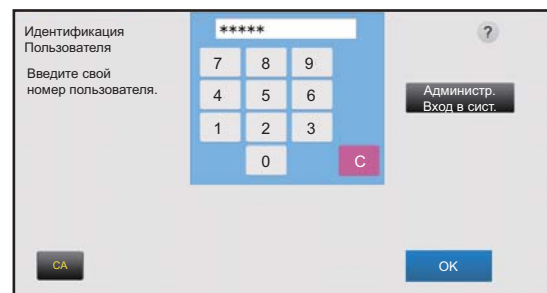 Идентификация
Пользователя
Введите свой
номер пользователя.
*****
?
7 8 9
4 5 6
1 2 3
0 C
Администр.
Вход в сист.
CA
OK